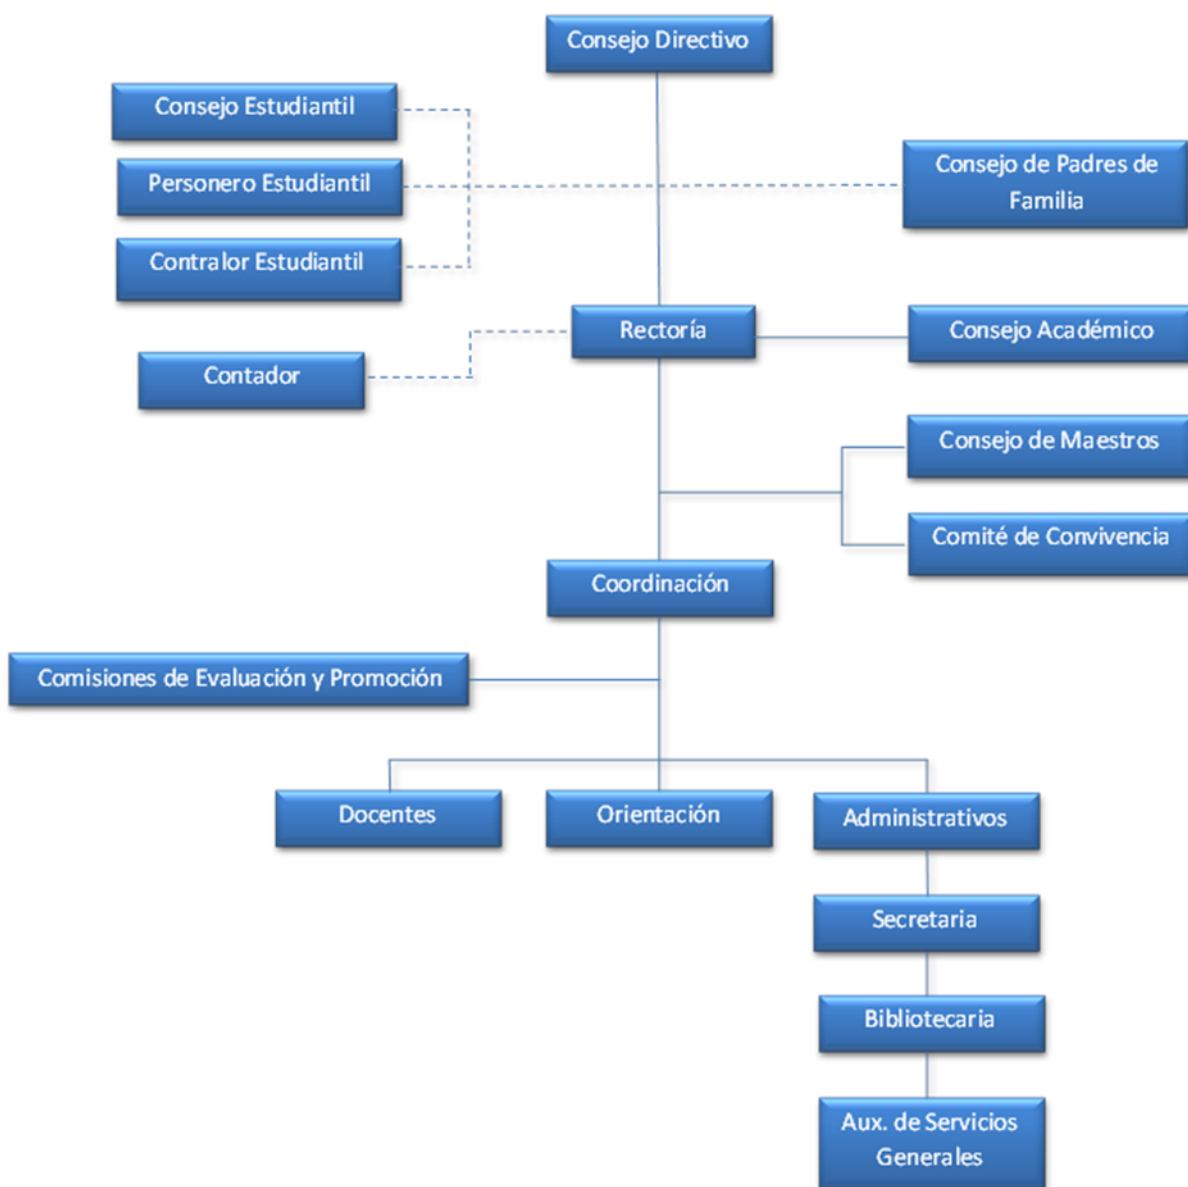 Consejo Directivo
Consejo Estudiantil
Personero Estudiantil
Contralor Estudiantil
Consejo de Padres de
Familia
Rectoría
Consejo Académico
Contador
Consejo de Maestros
Comité de Convivencia
Coordinación
Comisiones de Evaluación y Promoción
Docentes
Orientación
Administrativos
Secretaria
Bibliotecaria
Aux. de Servicios
Generales